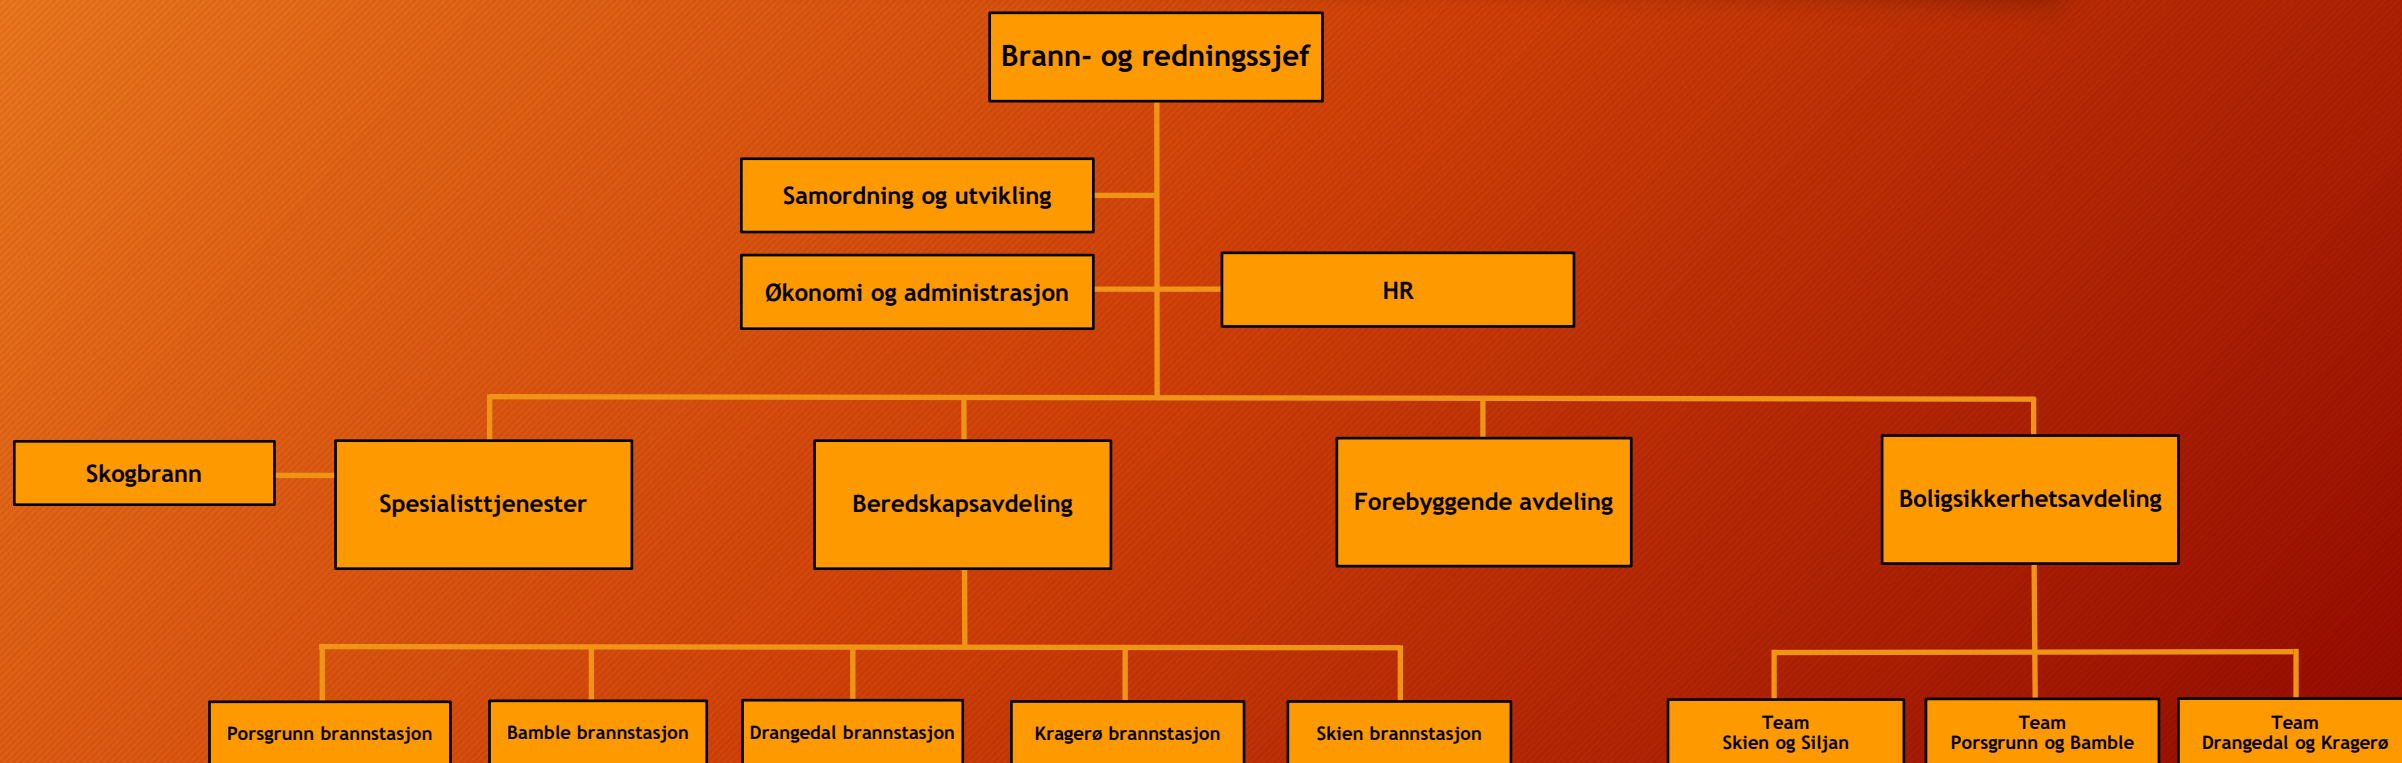 Brann- og redningssjef
Samordning og utvikling
Økonomi og administrasjon
HR
Skogbrann
Spesialisttjenester
Beredskapsavdeling
Forebyggende avdeling
Boligsikkerhetsavdeling
Porsgrunn brannstasjon
Bamble brannstasjon
Drangedal brannstasjon
Kragerø brannstasjon
Skien brannstasjon
Team
Skien og Siljan
Team
Porsgrunn og Bamble
Team
Drangedal og Kragerø